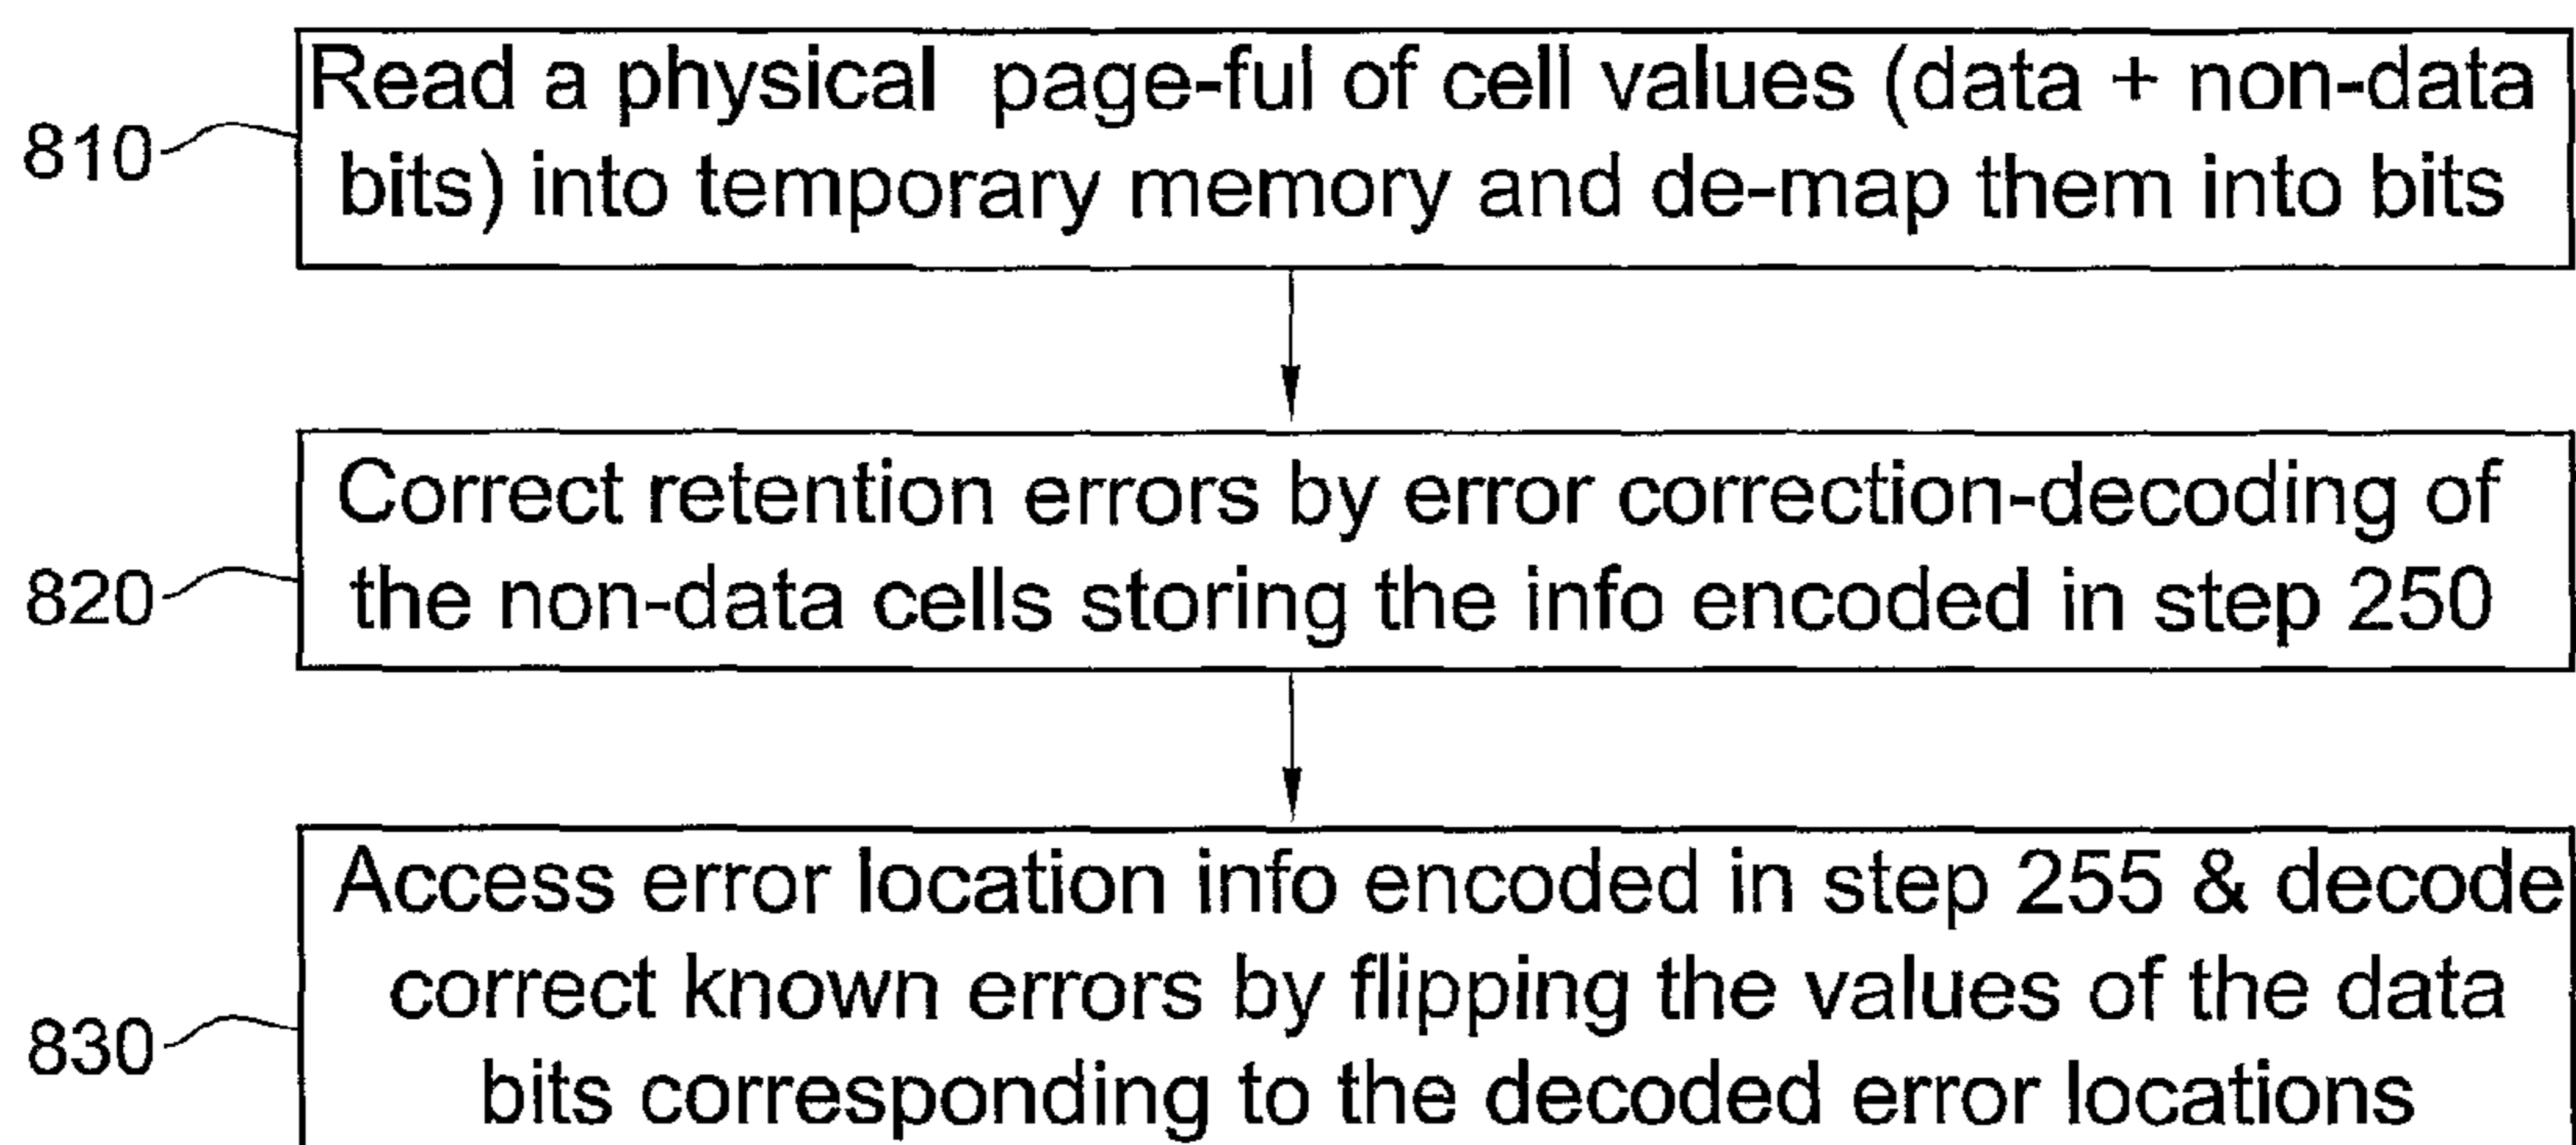 Read a physical page-ful of cell values (data + non-data
810
bits) into temporary memory and de-map them into bits
Correct retention errors by error correction-decoding of
820
the non-data cells storing the info encoded in step 250
Access error location info encoded in step 255 & decode
correct known errors by flipping the values of the data
830
bits corresponding to the decoded error locations